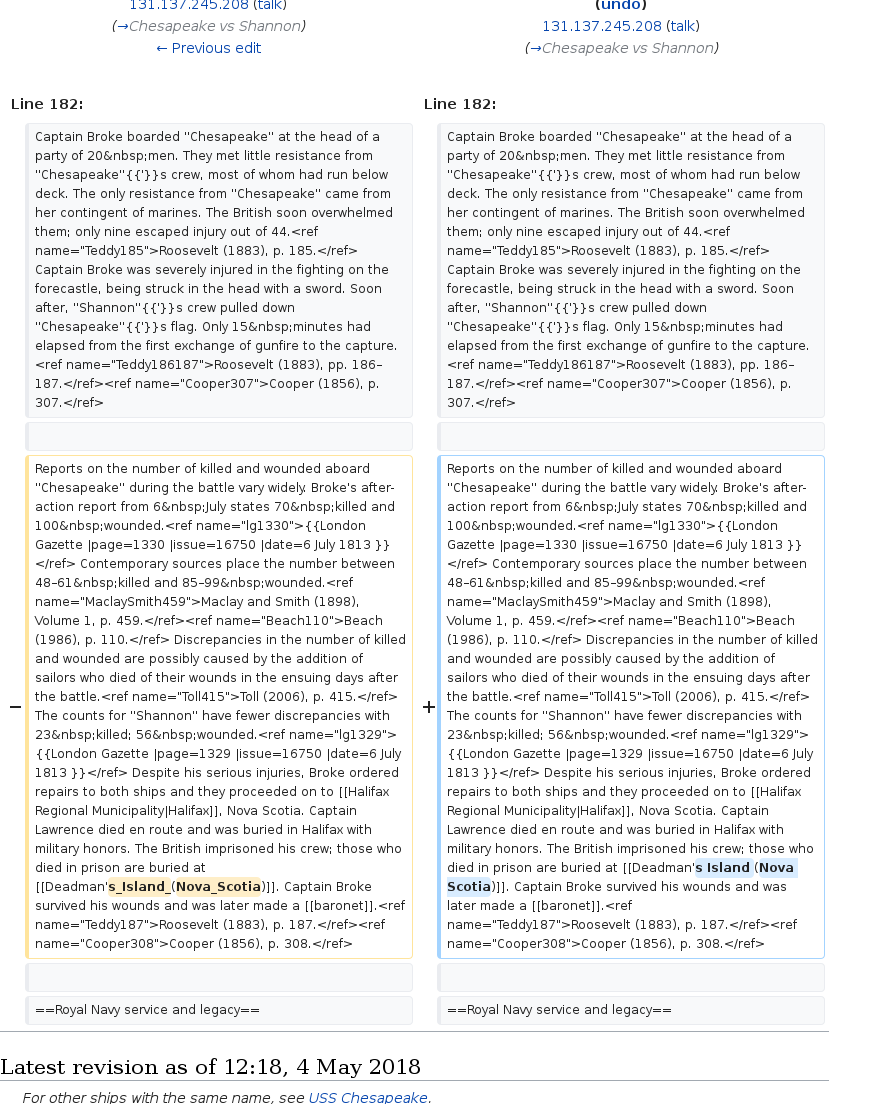 131.137.245.208 (talk)
(→Chesapeake vs Shannon)
← Previous edit
(undo)
131.137.245.208 (talk)
(→Chesapeake vs Shannon)
Line 182:
Captain Broke boarded ''Chesapeake'' at the head of a
party of 20&nbsp;men. They met little resistance from
''Chesapeake''{{'}}s crew, most of whom had run below
deck. The only resistance from ''Chesapeake'' came from
her contingent of marines. The British soon overwhelmed
them; only nine escaped injury out of 44.<ref
name="Teddy185">Roosevelt (1883), p. 185.</ref>
Captain Broke was severely injured in the fighting on the
forecastle, being struck in the head with a sword. Soon
after, ''Shannon''{{'}}s crew pulled down
''Chesapeake''{{'}}s flag. Only 15&nbsp;minutes had
elapsed from the first exchange of gunfire to the capture.
<ref name="Teddy186187">Roosevelt (1883), pp. 186–
187.</ref><ref name="Cooper307">Cooper (1856), p.
307.</ref>
−
Reports on the number of killed and wounded aboard
''Chesapeake'' during the battle vary widely. Broke's after-
action report from 6&nbsp;July states 70&nbsp;killed and
100&nbsp;wounded.<ref name="lg1330">{{London
Gazette |page=1330 |issue=16750 |date=6 July 1813 }}
</ref> Contemporary sources place the number between
48–61&nbsp;killed and 85–99&nbsp;wounded.<ref
name="MaclaySmith459">Maclay and Smith (1898),
Volume 1, p. 459.</ref><ref name="Beach110">Beach
(1986), p. 110.</ref> Discrepancies in the number of killed
and wounded are possibly caused by the addition of
sailors who died of their wounds in the ensuing days after
the battle.<ref name="Toll415">Toll (2006), p. 415.</ref>
The counts for ''Shannon'' have fewer discrepancies with
23&nbsp;killed; 56&nbsp;wounded.<ref name="lg1329">
{{London Gazette |page=1329 |issue=16750 |date=6 July
1813 }}</ref> Despite his serious injuries, Broke ordered
repairs to both ships and they proceeded on to [[Halifax
Regional Municipality|Halifax]], Nova Scotia. Captain
Lawrence died en route and was buried in Halifax with
military honors. The British imprisoned his crew; those who
died in prison are buried at
[[Deadman's_Island_(Nova_Scotia)]]. Captain Broke
survived his wounds and was later made a [[baronet]].<ref
name="Teddy187">Roosevelt (1883), p. 187.</ref><ref
name="Cooper308">Cooper (1856), p. 308.</ref>
==Royal Navy service and legacy==
Line 182:
Captain Broke boarded ''Chesapeake'' at the head of a
party of 20&nbsp;men. They met little resistance from
''Chesapeake''{{'}}s crew, most of whom had run below
deck. The only resistance from ''Chesapeake'' came from
her contingent of marines. The British soon overwhelmed
them; only nine escaped injury out of 44.<ref
name="Teddy185">Roosevelt (1883), p. 185.</ref>
Captain Broke was severely injured in the fighting on the
forecastle, being struck in the head with a sword. Soon
after, ''Shannon''{{'}}s crew pulled down
''Chesapeake''{{'}}s flag. Only 15&nbsp;minutes had
elapsed from the first exchange of gunfire to the capture.
<ref name="Teddy186187">Roosevelt (1883), pp. 186–
187.</ref><ref name="Cooper307">Cooper (1856), p.
307.</ref>
+
Reports on the number of killed and wounded aboard
''Chesapeake'' during the battle vary widely. Broke's after-
action report from 6&nbsp;July states 70&nbsp;killed and
100&nbsp;wounded.<ref name="lg1330">{{London
Gazette |page=1330 |issue=16750 |date=6 July 1813 }}
</ref> Contemporary sources place the number between
48–61&nbsp;killed and 85–99&nbsp;wounded.<ref
name="MaclaySmith459">Maclay and Smith (1898),
Volume 1, p. 459.</ref><ref name="Beach110">Beach
(1986), p. 110.</ref> Discrepancies in the number of killed
and wounded are possibly caused by the addition of
sailors who died of their wounds in the ensuing days after
the battle.<ref name="Toll415">Toll (2006), p. 415.</ref>
The counts for ''Shannon'' have fewer discrepancies with
23&nbsp;killed; 56&nbsp;wounded.<ref name="lg1329">
{{London Gazette |page=1329 |issue=16750 |date=6 July
1813 }}</ref> Despite his serious injuries, Broke ordered
repairs to both ships and they proceeded on to [[Halifax
Regional Municipality|Halifax]], Nova Scotia. Captain
Lawrence died en route and was buried in Halifax with
military honors. The British imprisoned his crew; those who
died in prison are buried at [[Deadman's Island (Nova
Scotia)]]. Captain Broke survived his wounds and was
later made a [[baronet]].<ref
name="Teddy187">Roosevelt (1883), p. 187.</ref><ref
name="Cooper308">Cooper (1856), p. 308.</ref>
==Royal Navy service and legacy==
Latest revision as of 12:18, 4 May 2018
For other ships with the same name, see USS Chesapeake.